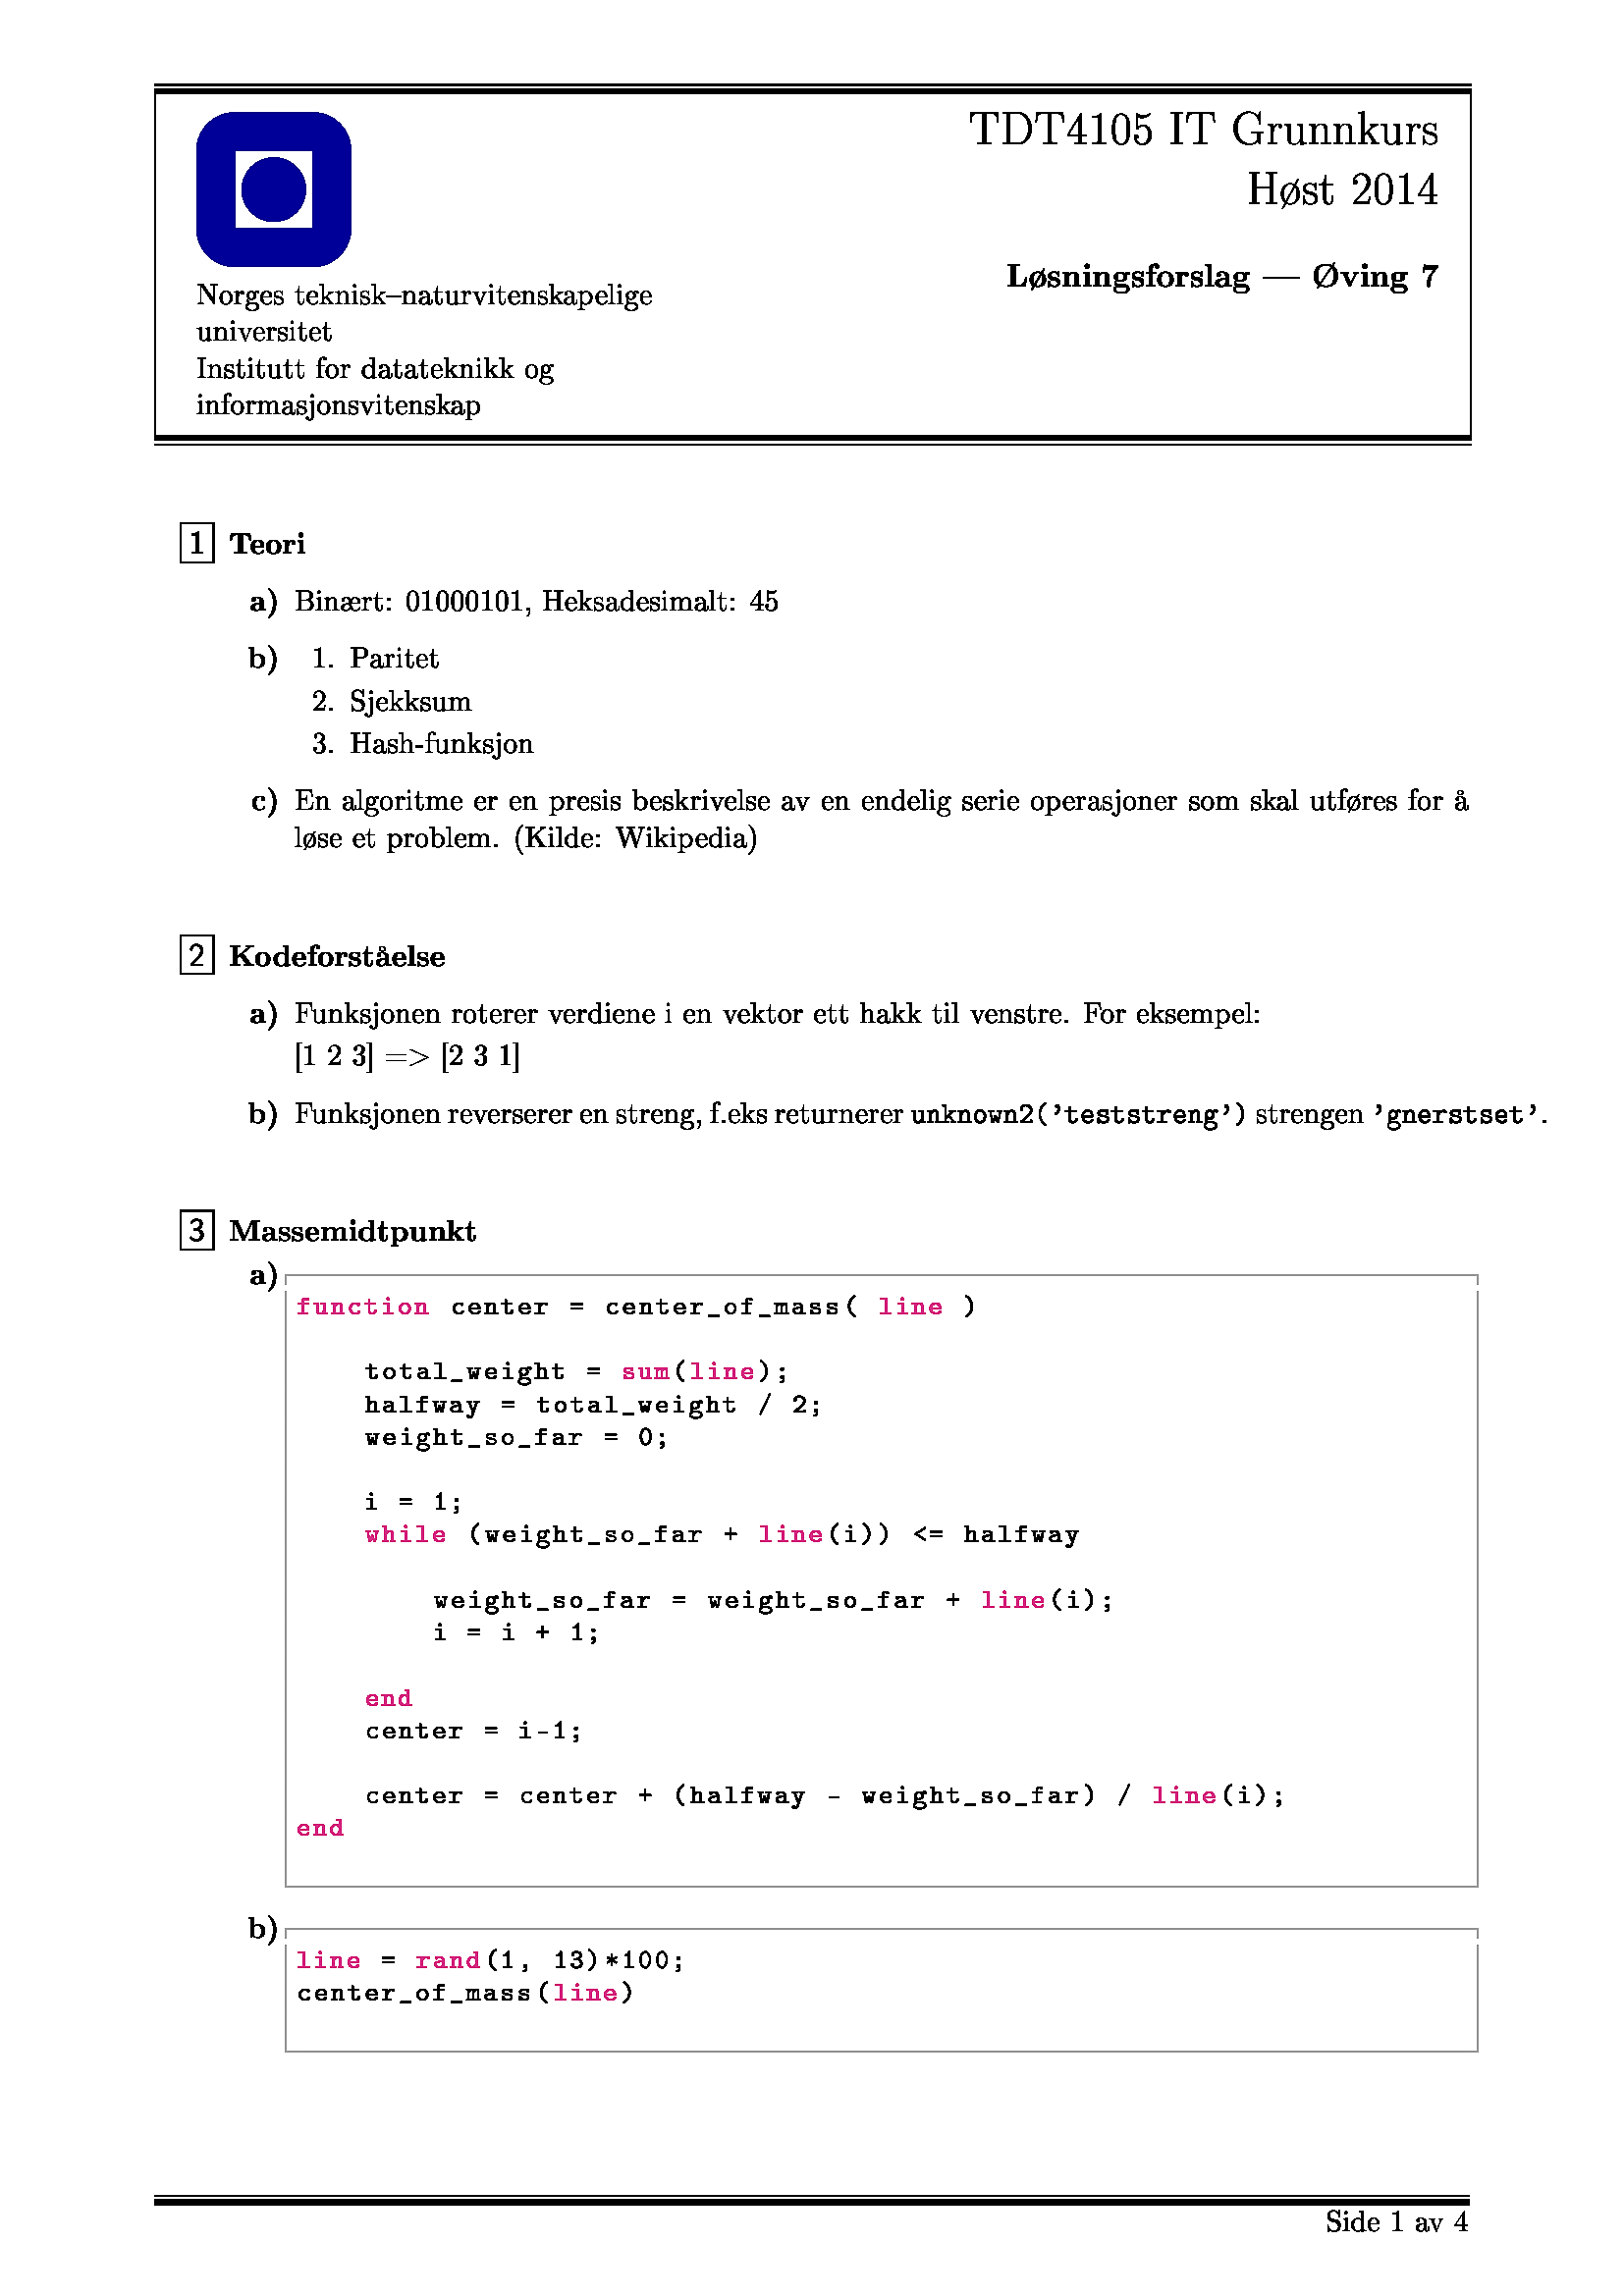 TDT4105 IT Grunnkurs
Høst 2014
Løsningsforslag — Øving 7
Norges teknisk–naturvitenskapelige
universitet
Institutt for datateknikk og
informasjonsvitenskap
1 Teori
a) Binært: 01000101, Heksadesimalt: 45
b) 1. Paritet
2. Sjekksum
3. Hash-funksjon
c) En algoritme er en presis beskrivelse av en endelig serie operasjoner som skal utføres for å
løse et problem. (Kilde: Wikipedia)
2 Kodeforståelse
a) Funksjonen roterer verdiene i en vektor ett hakk til venstre. For eksempel:
[1 2 3] => [2 3 1]
b) Funksjonen reverserer en streng, f.eks returnerer unknown2('teststreng') strengen 'gnerstset'.
3 Massemidtpunkt
a)
function center = center_of_mass( line )
total_weight = sum(line);
halfway = total_weight / 2;
weight_so_far = 0;
i = 1;
while (weight_so_far + line(i)) <= halfway
weight_so_far = weight_so_far + line(i);
i = i + 1;
end
center = i-1;
center = center + (halfway - weight_so_far) / line(i);
end
b)
line = rand(1, 13)*100;
center_of_mass(line)
Side 1 av 4